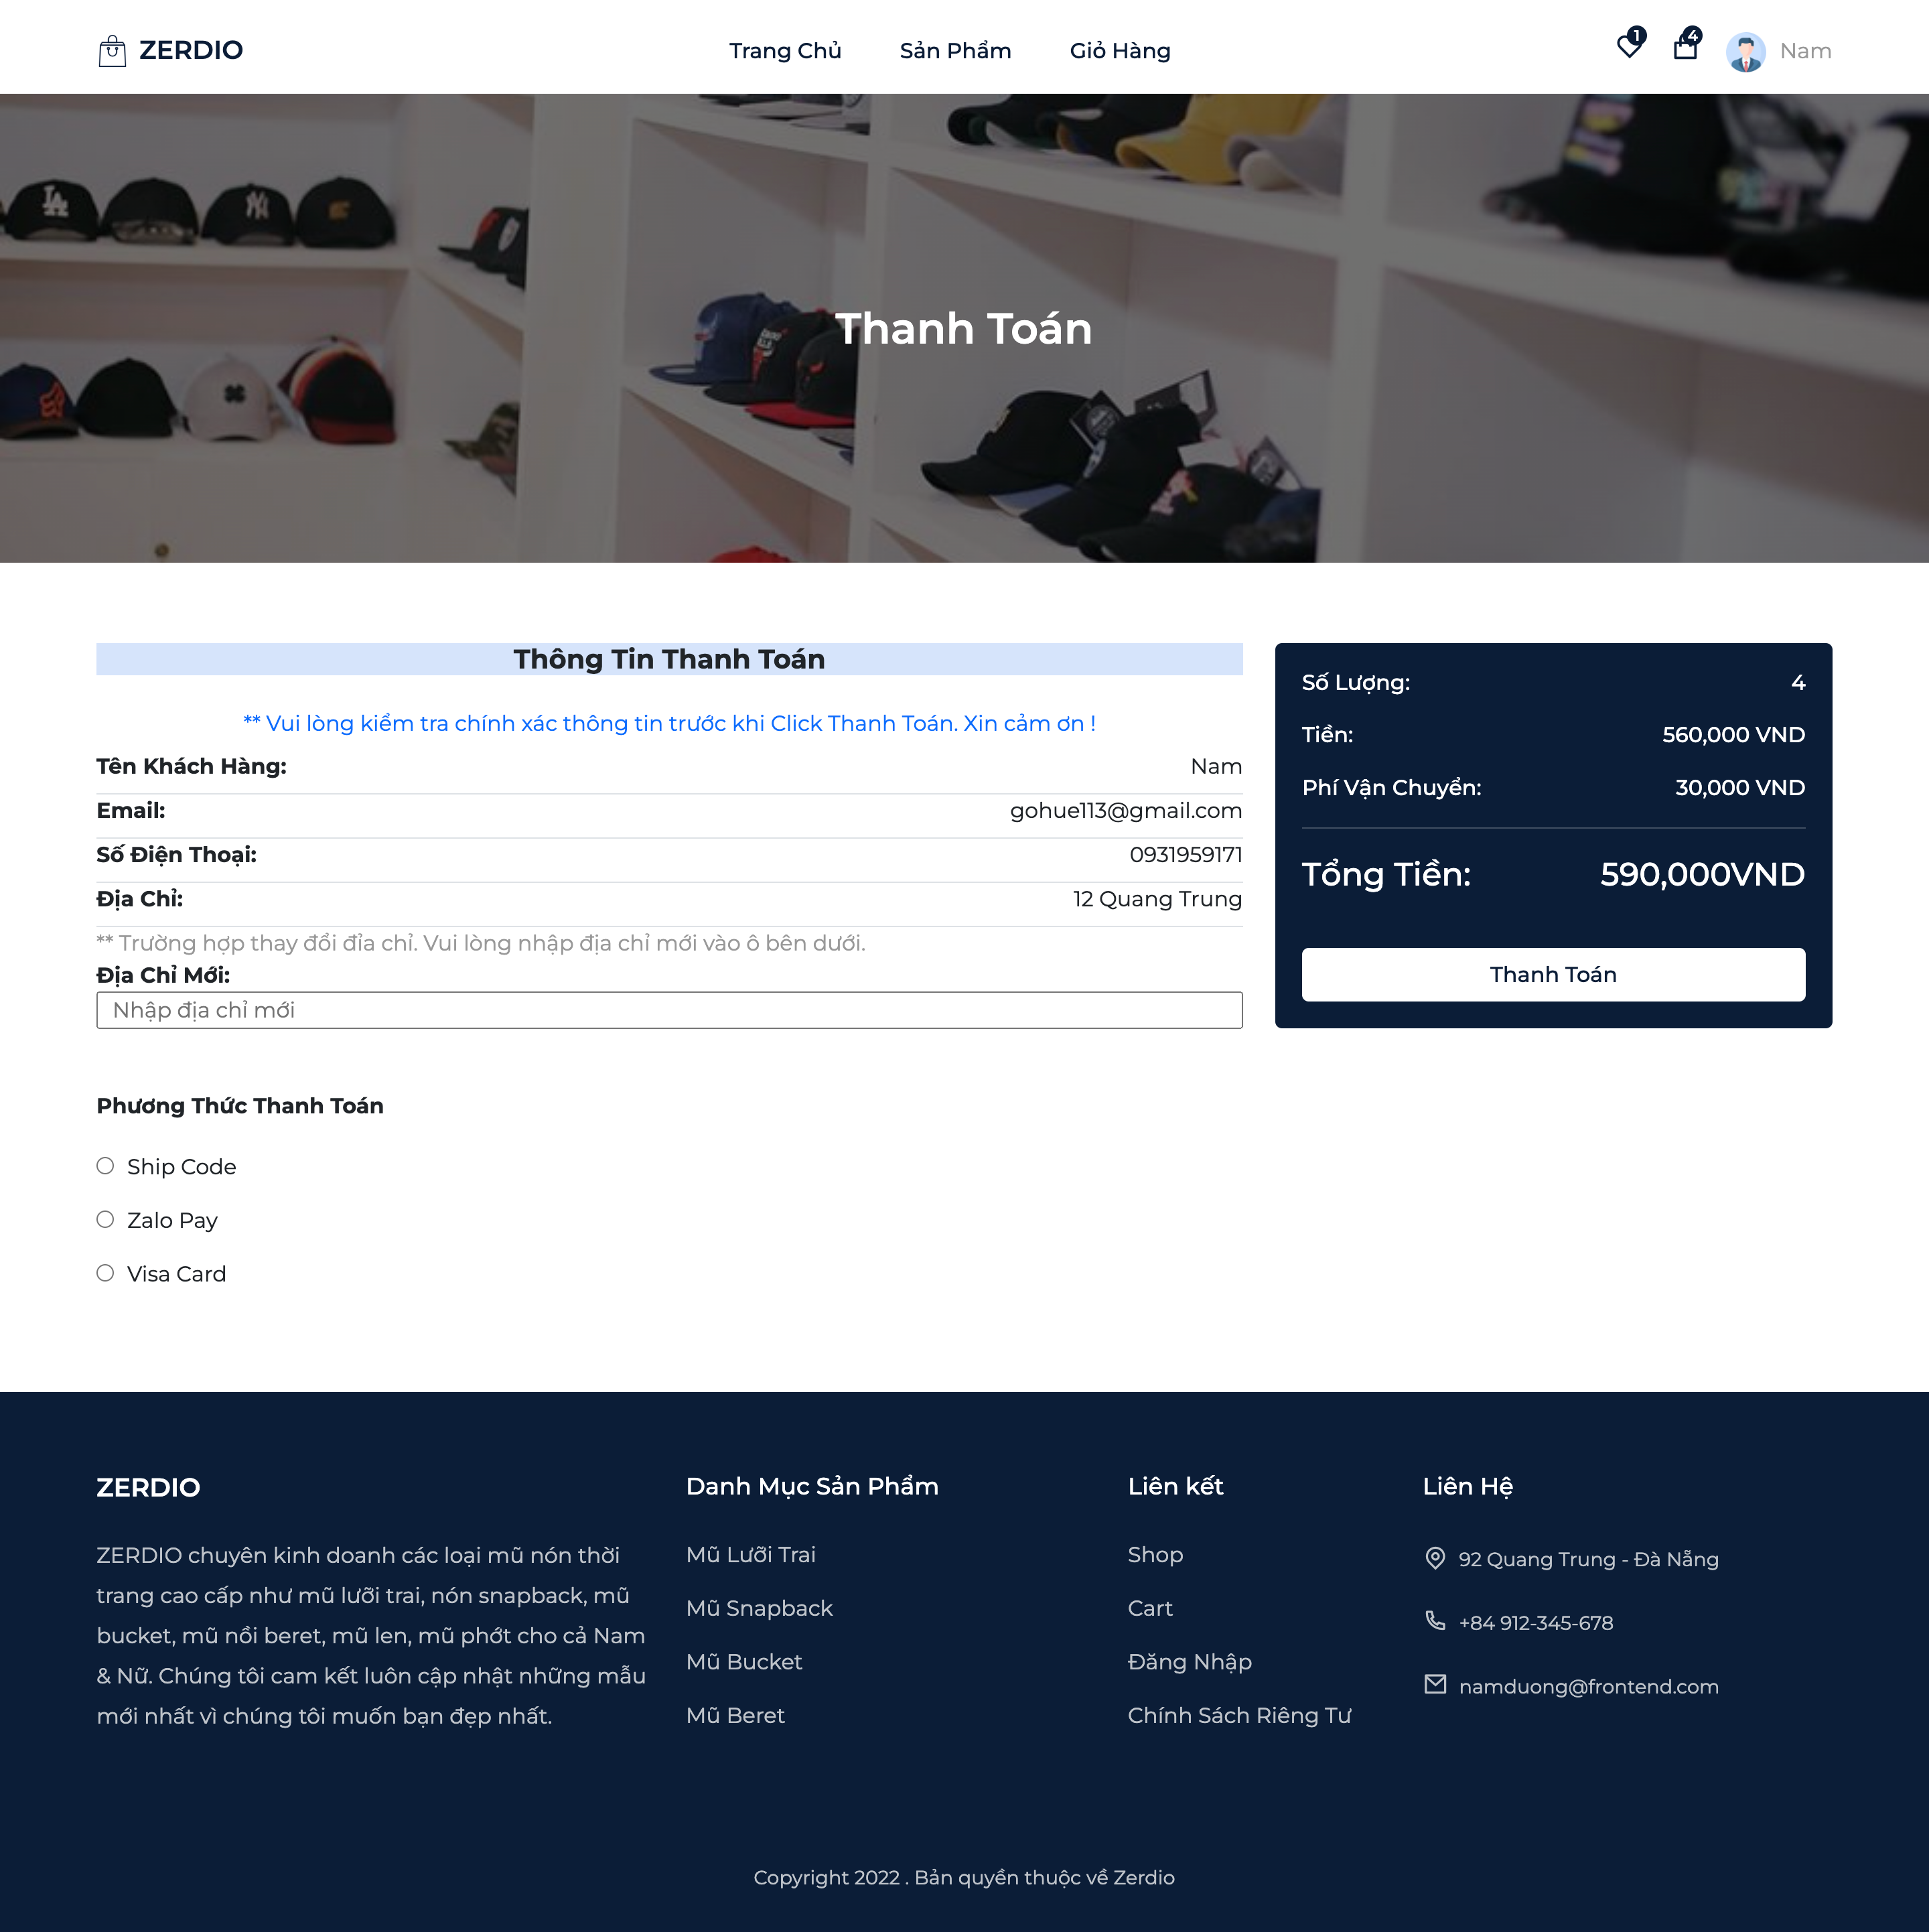 ZERDIO
Trang Chủ
Sản Phẩm
Giỏ Hàng
1
4
Nam
Thanh Toán
Thông Tin Thanh Toán
** Vui lòng kiểm tra chính xác thông tin trước khi Click Thanh Toán. Xin cảm ơn !
Tên Khách Hàng: Nam
Email: gohue113@gmail.com
Số Điện Thoại: 0931959171
Địa Chỉ: 12 Quang Trung
** Trường hợp thay đổi đỉa chỉ. Vui lòng nhập địa chỉ mới vào ô bên dưới.
Địa Chỉ Mới:
Nhập địa chỉ mới
Phương Thức Thanh Toán
Ship Code
Zalo Pay
Visa Card
Số Lượng: 4
Tiền: 560,000 VND
Phí Vận Chuyển: 30,000 VND
Tổng Tiền: 590,000VND
Thanh Toán
ZERDIO
ZERDIO chuyên kinh doanh các loại mũ nón thời
trang cao cấp như mũ lưỡi trai, nón snapback, mũ
bucket, mũ nồi beret, mũ len, mũ phớt cho cả Nam
& Nữ. Chúng tôi cam kết luôn cập nhật những mẫu
mới nhất vì chúng tôi muốn bạn đẹp nhất.
Danh Mục Sản Phẩm
Mũ Lưỡi Trai
Mũ Snapback
Mũ Bucket
Mũ Beret
Liên kết
Shop
Cart
Đăng Nhập
Chính Sách Riêng Tư
Liên Hệ
92 Quang Trung - Đà Nẵng
+84 912-345-678
namduong@frontend.com
Copyright 2022 . Bản quyền thuộc về Zerdio